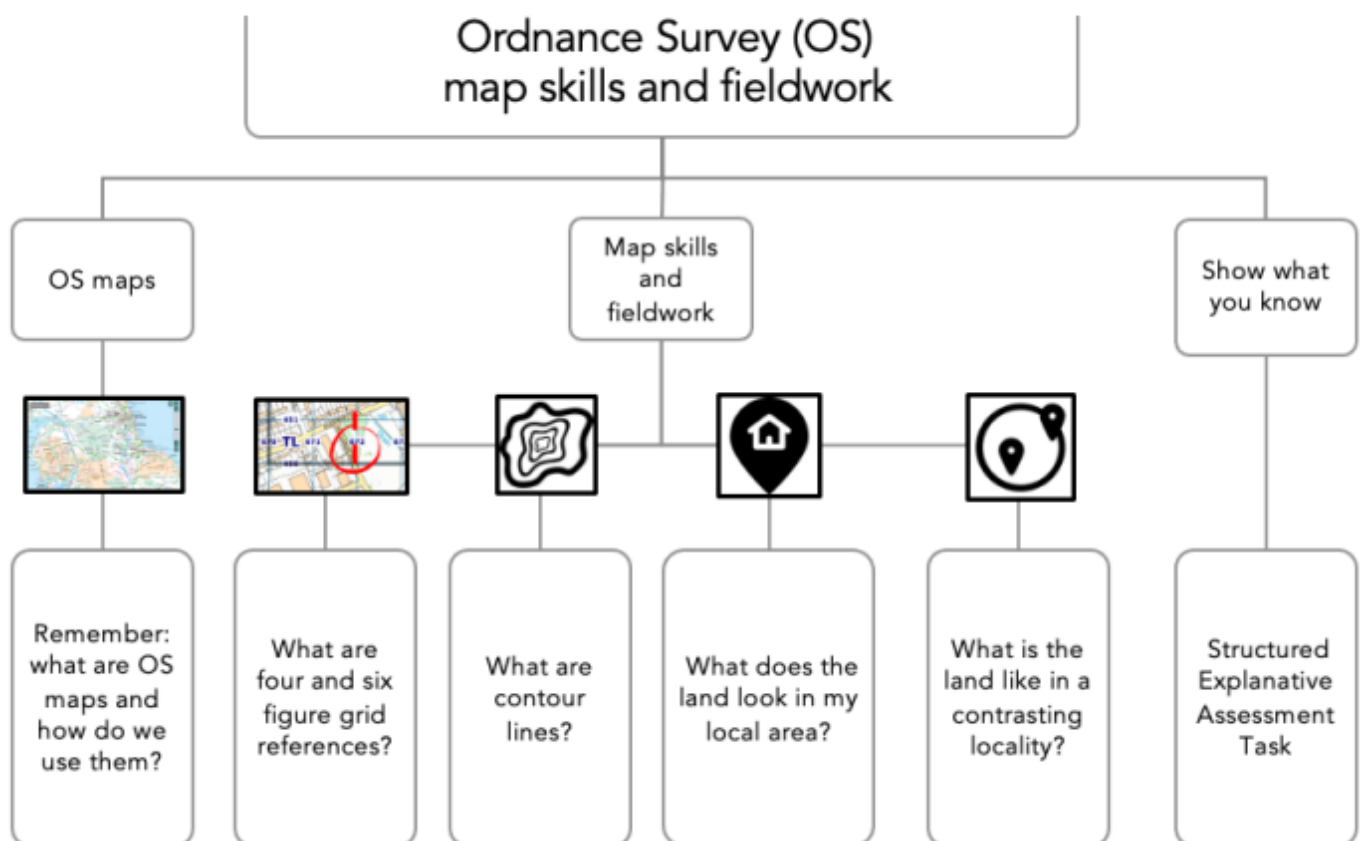 Ordnance Survey (OS)
map skills and fieldwork
OS maps
Map skills
and
fieldwork
Show what
you know
TL
Remember:
what are OS
maps and
how do we
use them?
What are
four and six
figure grid
references?
What are
contour
lines?
What does the
land look in my
local area?
What is the
land like in a
contrasting
locality?
Structured
Explanative
Assessment
Task